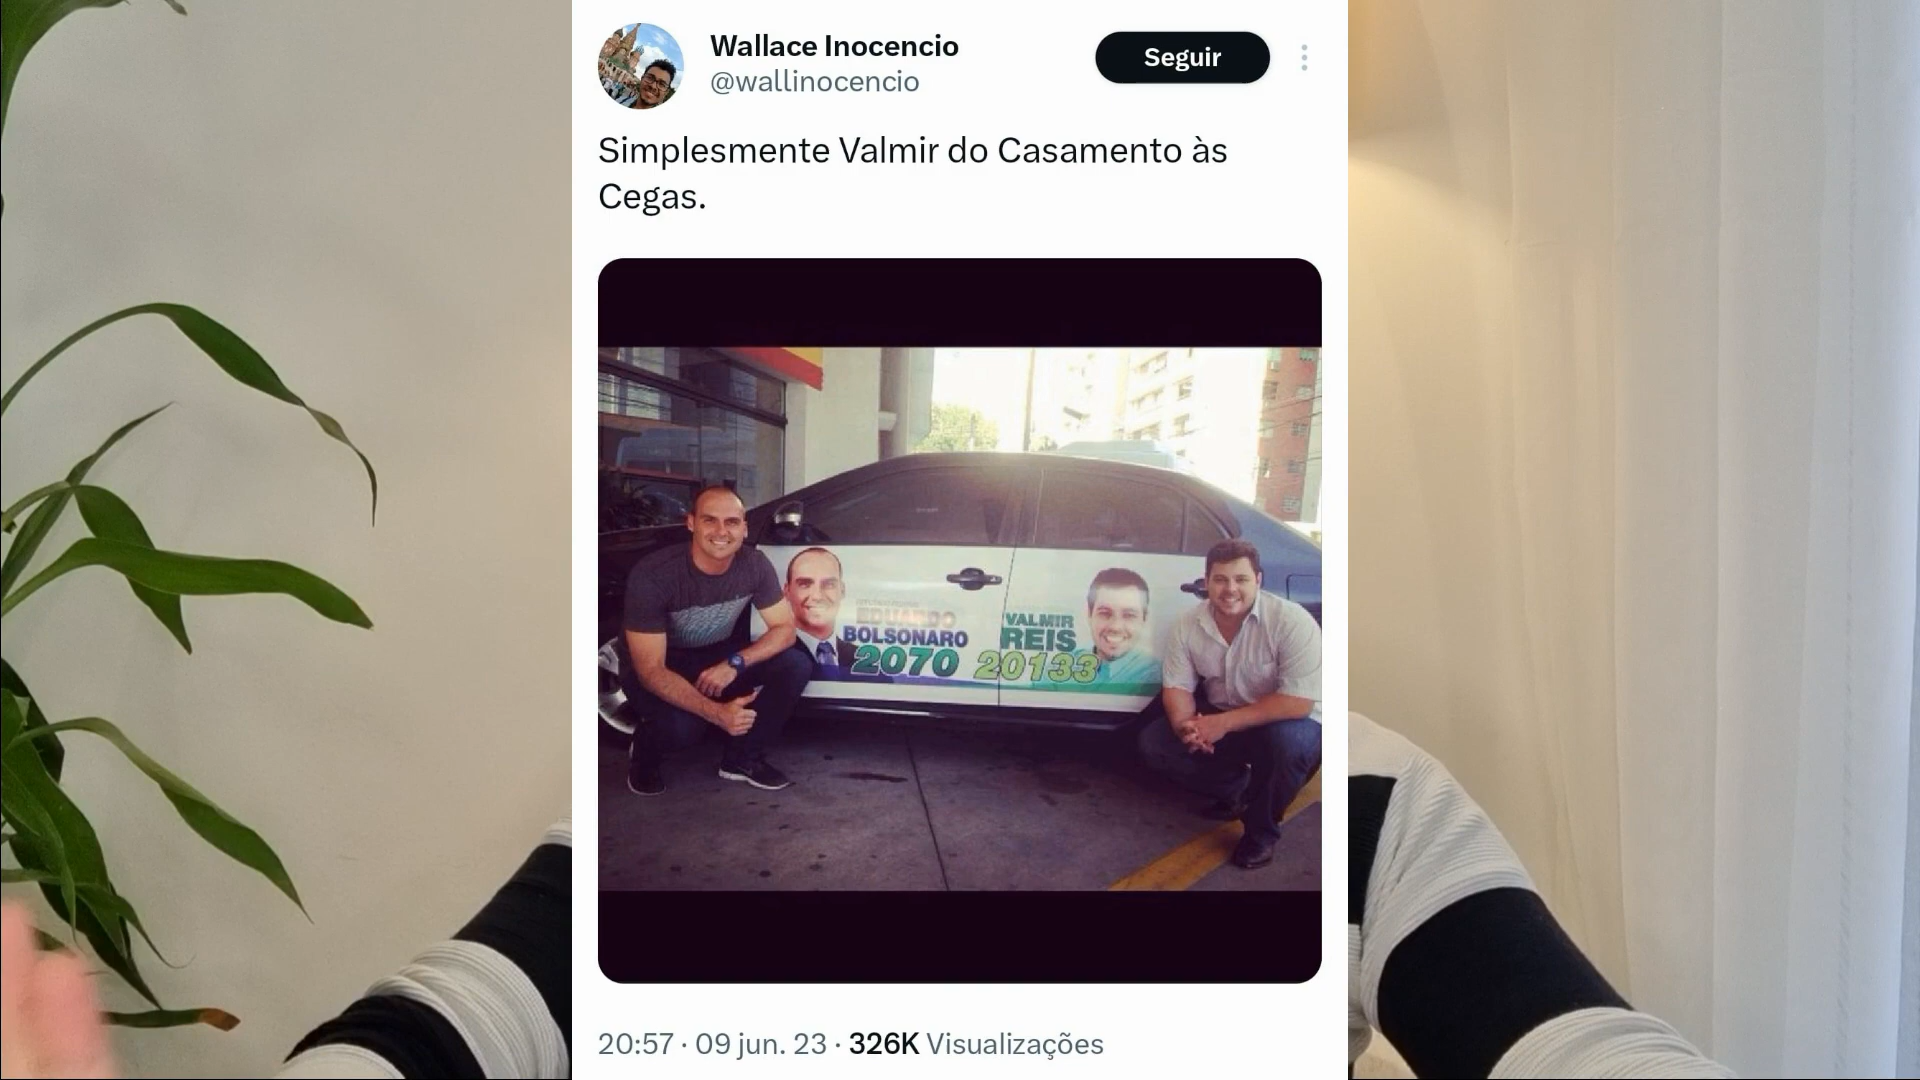 Wallace Inocencio
Seguir
@wallinocencio
Simplesmente Valmir do Casamento às
Cegas.
EDUARDO
BOLSONARO
2070
VALMIR
REIS
20133
20:57 · 09 jun. 23 · 326K Visualizações